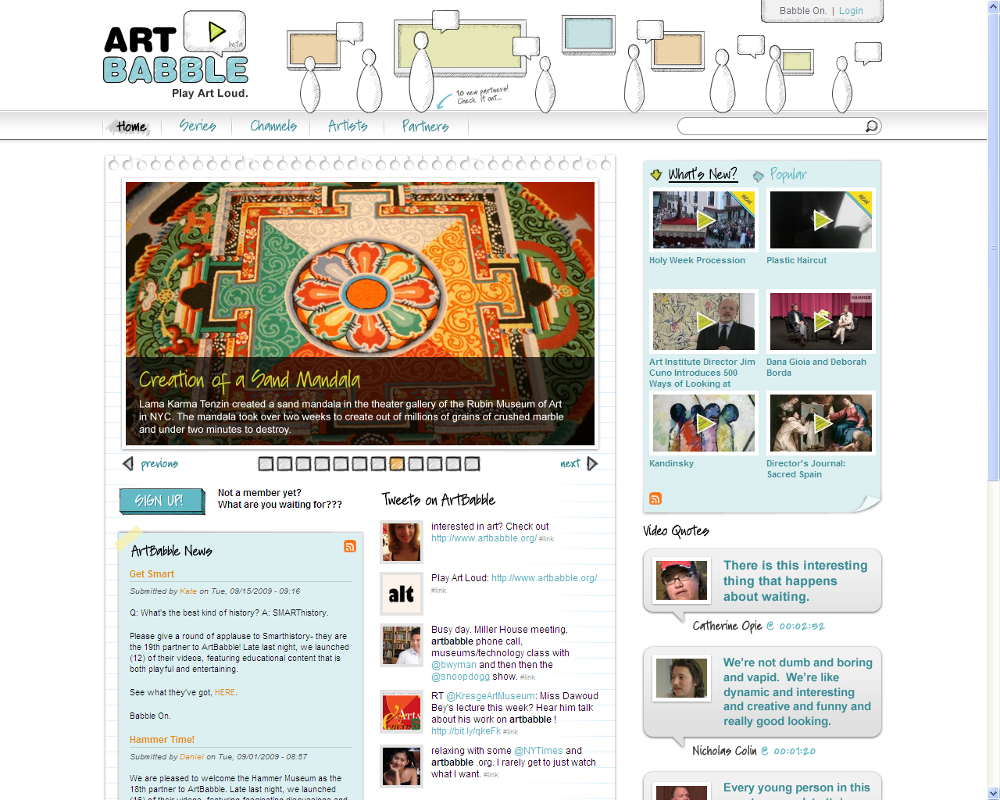 Babble On. | Login
ART
beta
BABBLE
Play Art Loud.
10 new partners!
Check it out...
Home
Series
Channels
Artists
Partners
What's New?
Popular
new
new
Holy Week Procession
Plastic Haircut
HAMMER
Art Institute Director Jim
Cuno Introduces 500
Ways of Looking at
Dana Gioia and Deborah
Borda
Kandinsky
Director's Journal:
Sacred Spain
Creation of a Sand Mandala
Lama Karma Tenzin created a sand mandala in the theater gallery of the Rubin Museum of Art
in NYC. The mandala took over two weeks to create out of millions of grains of crushed marble
and under two minutes to destroy.
previous
next
SIGN UP!
Not a member yet?
What are you waiting for???
ArtBabble News
Get Smart
Submitted by Kate on Tue, 09/15/2009 - 09:16
Q: What's the best kind of history? A: SMARThistory.
Please give a round of applause to Smarthistory- they are
the 19th partner to ArtBabble! Late last night, we launched
(12) of their videos, featuring educational content that is
both playful and entertaining.
See what they've got, HERE.
Babble On.
Hammer Time!
Submitted by Daniel on Tue, 09/01/2009 - 08:57
We are pleased to welcome the Hammer Museum as the
18th partner to ArtBabble. Late last night, we launched
(16) of their videos, featuring fascinating discussions and
Tweets on ArtBabble
interested in art? Check out
http://www.artbabble.org/ #link
alt
Play Art Loud: http://www.artbabble.org/
#link
Busy day. Miller House meeting,
artbabble phone call,
museums/technology class with
@bwyman and then then the
@snoopdogg show. #link
RT @KresgeArtMuseum: Miss Dawoud
Bey's lecture this week? Hear him talk
about his work on artbabble !
http://bit.ly/qkeFk #link
relaxing with some @NYTimes and
artbabble .org. I rarely get to just watch
what I want. #link
Video Quotes
There is this interesting
thing that happens
about waiting.
Catherine Opie @ 00:02:52
We're not dumb and boring
and vapid. We're like
dynamic and interesting
and creative and funny and
really good looking.
Nicholas Colin @ 00:01:20
Every young person in this